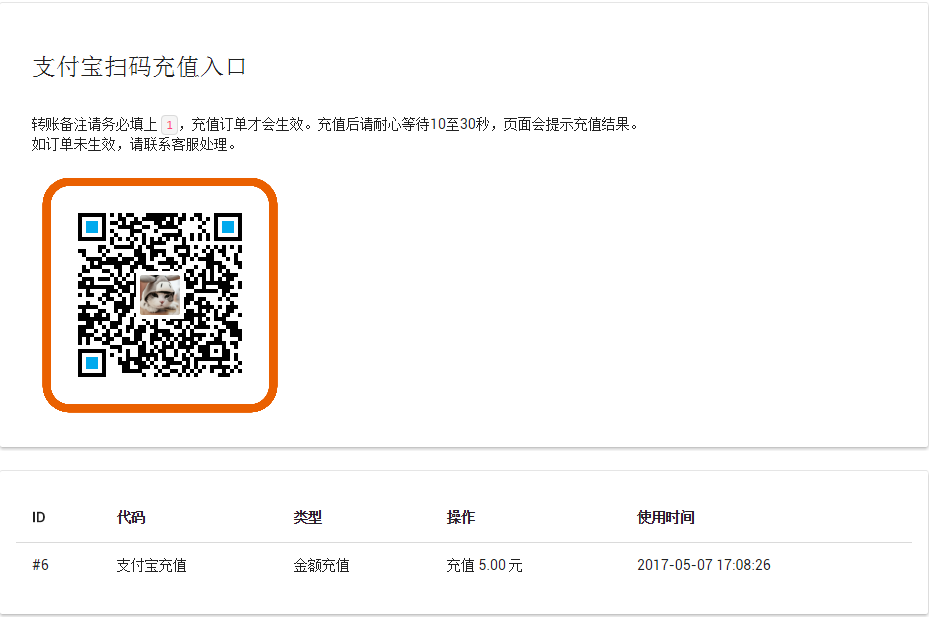 支付宝扫码充值入口
转账备注请务必填上 1 ，充值订单才会生效。充值后请耐心等待10至30秒，页面会提示充值结果。
如订单未生效，请联系客服处理。
ID 代码 类型 操作 使用时间
#6 支付宝充值 金额充值 充值 5.00 元 2017-05-07 17:08:26